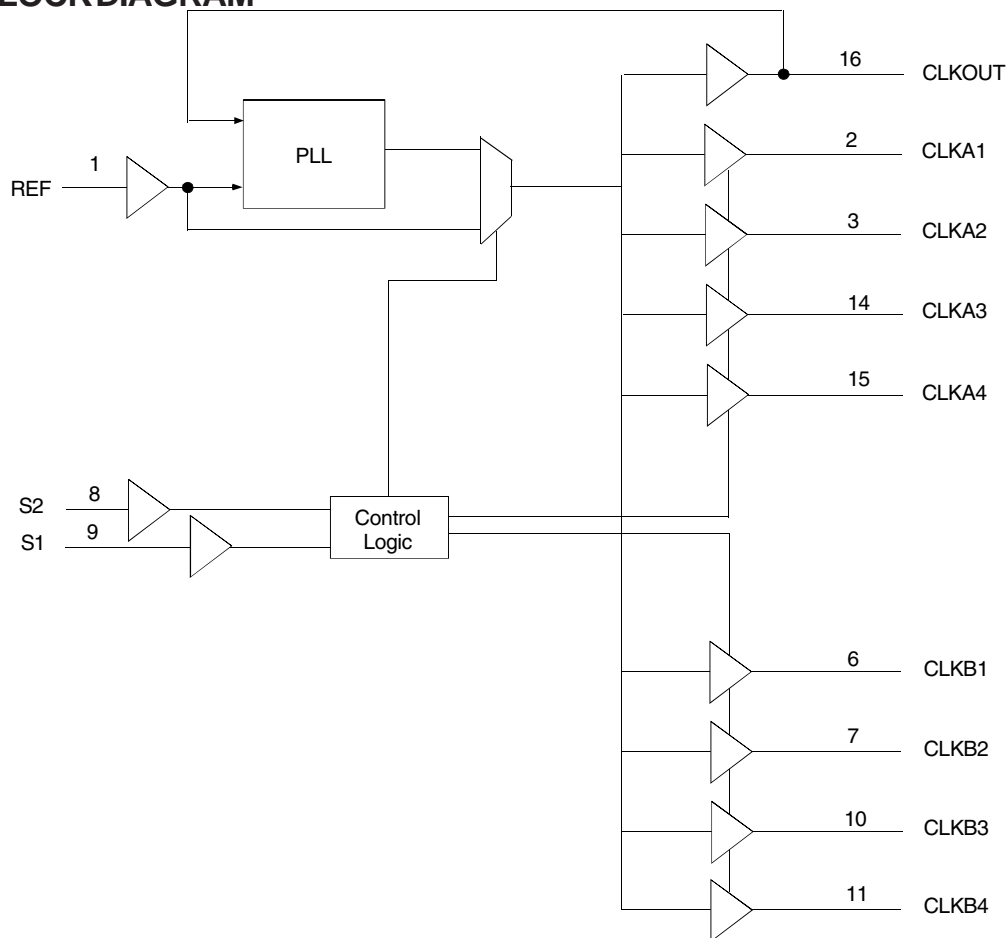 LOCK DIAGRAM
16 CLKOUT
PLL
1
REF
2 CLKA1
3 CLKA2
14 CLKA3
15 CLKA4
S2 8
S1 9
Control
Logic
6 CLKB1
7 CLKB2
10 CLKB3
11 CLKB4